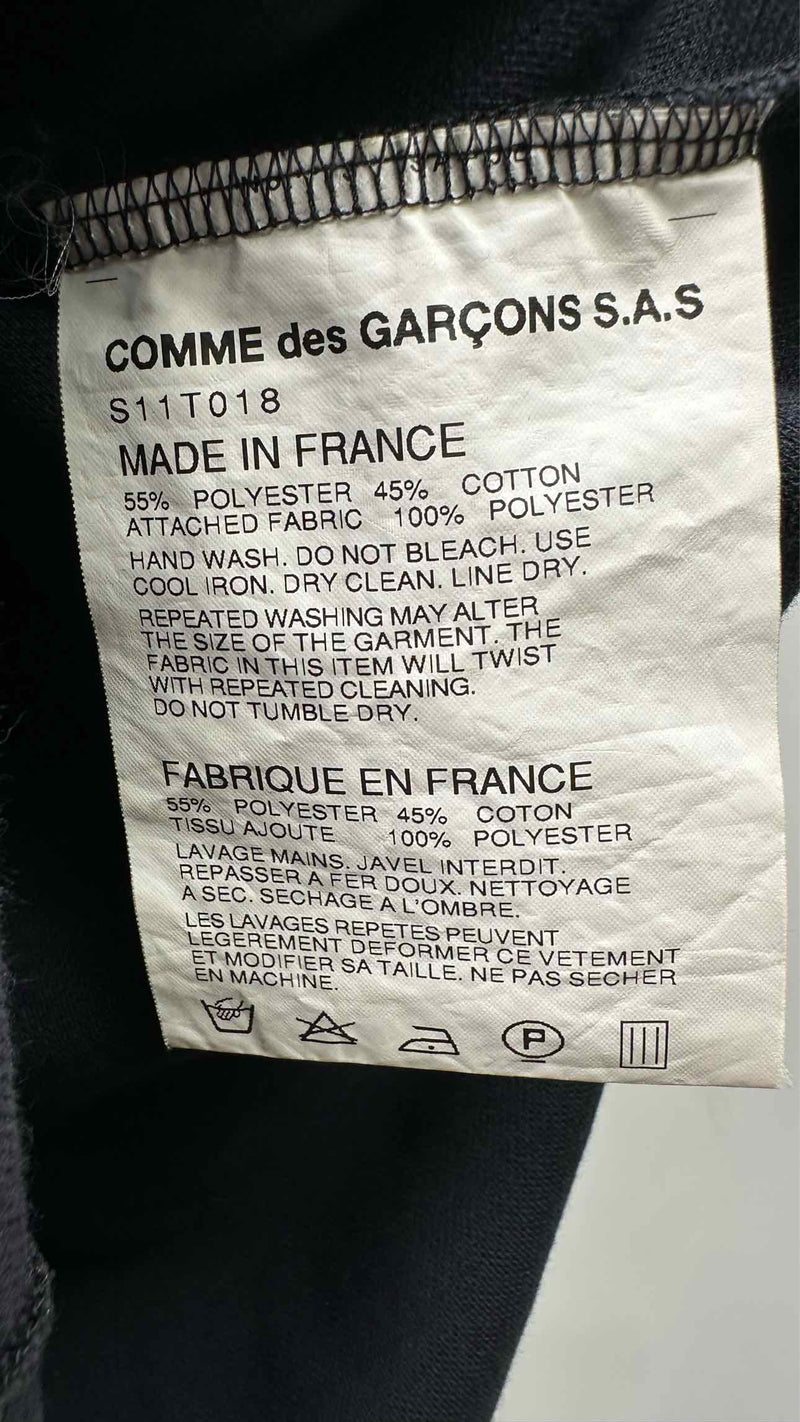 COMME des GARÇONS S.A.S
S11T018
MADE IN FRANCE
55% POLYESTER 45% COTTON
ATTACHED FABRIC 100% POLYESTER
HAND WASH. DO NOT BLEACH. USE
COOL IRON. DRY CLEAN. LINE DRY.
REPEATED WASHING MAY ALTER
THE SIZE OF THE GARMENT. THE
FABRIC IN THIS ITEM WILL TWIST
WITH REPEATED CLEANING.
DO NOT TUMBLE DRY.
FABRIQUE EN FRANCE
55% POLYESTER 45% COTON
TISSU AJOUTE 100% POLYESTER
LAVAGE MAINS. JAVEL INTERDIT.
REPASSER A FER DOUX. NETTOYAGE
A SEC. SECHAGE A L'OMBRE.
LES LAVAGES REPETES PEUVENT
LEGEREMENT DEFORMER CE VETEMENT
ET MODIFIER SA TAILLE. NE PAS SECHER
EN MACHINE.
P